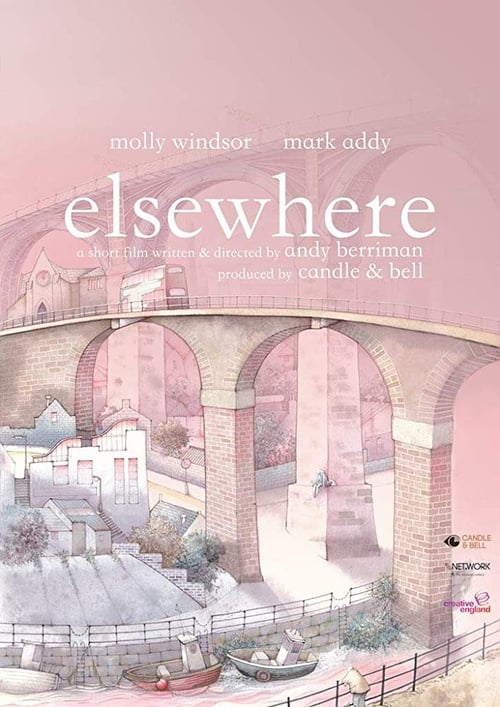 molly windsor mark addy
elsewhere
a short film written & directed by andy berriman
produced by candle & bell
CANDLE
& BELL
NETWORK
creative
england